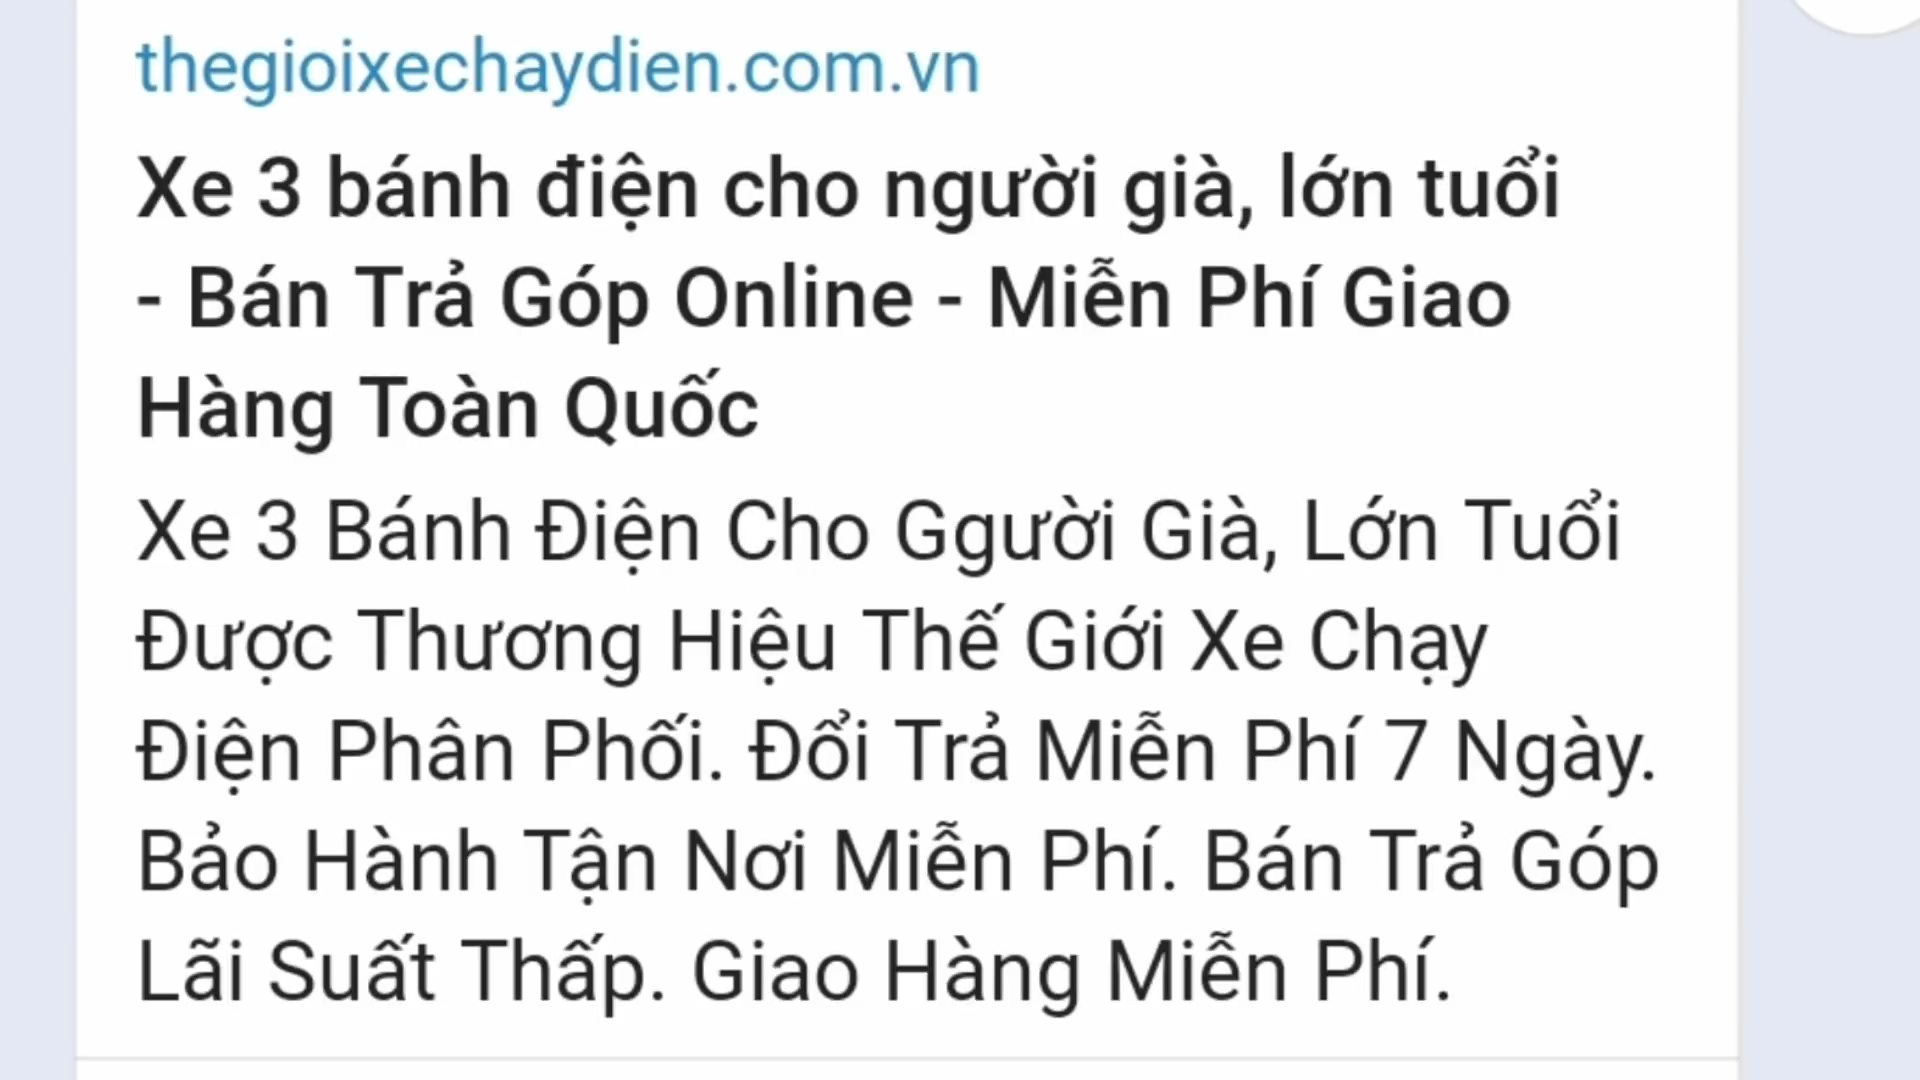 thegioixechaydien.com.vn
Xe 3 bánh điện cho người già, lớn tuổi
- Bán Trả Góp Online - Miễn Phí Giao
Hàng Toàn Quốc
Xe 3 Bánh Điện Cho Ggười Già, Lớn Tuổi
Được Thương Hiệu Thế Giới Xe Chạy
Điện Phân Phối. Đổi Trả Miễn Phí 7 Ngày.
Bảo Hành Tận Nơi Miễn Phí. Bán Trả Góp
Lãi Suất Thấp. Giao Hàng Miễn Phí.